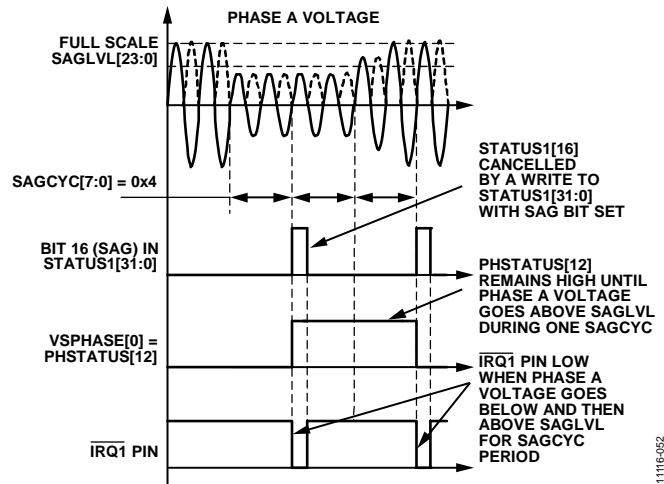 PHASE A VOLTAGE
FULL SCALE
SAGLVL[23:0]
SAGCYC[7:0] = 0x4
STATUS1[16]
CANCELLED
BY A WRITE TO
STATUS1[31:0]
WITH SAG BIT SET
BIT 16 (SAG) IN
STATUS1[31:0]
PHSTATUS[12]
REMAINS HIGH UNTIL
PHASE A VOLTAGE
GOES ABOVE SAGLVL
DURING ONE SAGCYC
VSPHASE[0] =
PHSTATUS[12]
IRQ1 PIN LOW
WHEN PHASE A
VOLTAGE GOES
BELOW AND THEN
ABOVE SAGLVL
FOR SAGCYC
PERIOD
IRQ1 PIN
11116-052